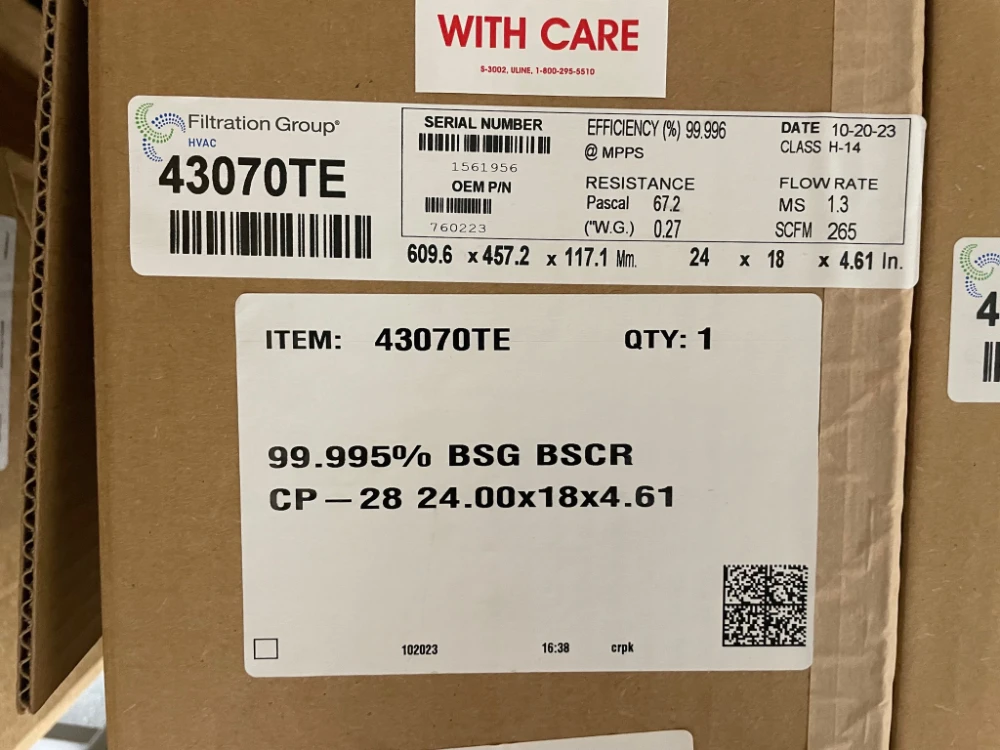 WITH CARE
S-3002, ULINE, 1-800-295-5510
Filtration Group®
HVAC
43070TE
SERIAL NUMBER
1561956
OEM P/N
760223
EFFICIENCY (%) 99.996
@ MPPS
RESISTANCE
Pascal 67.2
("W.G.) 0.27
DATE 10-20-23
CLASS H-14
FLOW RATE
MS 1.3
SCFM 265
609.6 x 457.2 x 117.1 Mm. 24 x 18 x 4.61 In.
ITEM: 43070TE QTY: 1
99.995% BSG BSCR
CP-28 24.00x18x4.61
102023 16:38 crpk
4